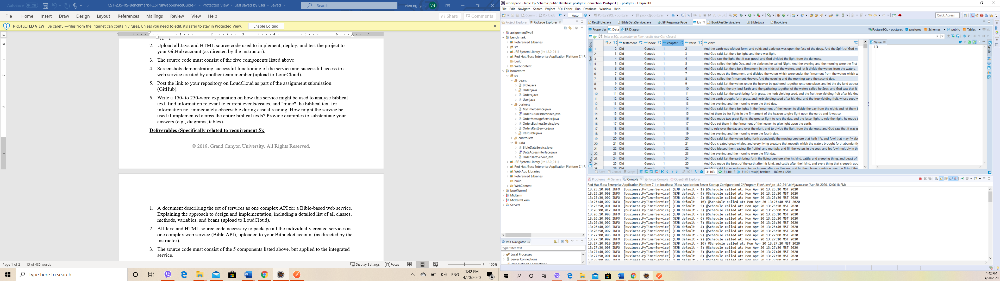 AutoSave Off
CST-235-RS-Benchmark-RESTfulWebServiceGuide-1 - Protected View - Last saved by user - Saved
Search
vien nguyen VN
File Home Insert Draw Design Layout References Mailings Review View Help
Share Comments
PROTECTED VIEW Be careful—files from the Internet can contain viruses. Unless you need to edit, it's safer to stay in Protected View. Enable Editing
2. Upload all Java and HTML source code used to implement, deploy, and test the project to
your GitHub account (as directed by the instructor).
3. The source code must consist of the five components listed above
4. Screenshots demonstrating successful functioning of the service and successful access to a
web service created by another team member (upload to LoudCloud).
5. Post the link to your repository on LoudCloud as part of the assignment submission
(GitHub).
6. Write a 150- to 250-word explanation on how this service might be used to analyze biblical
text, find information relevant to current events/issues, and "mine" the biblical text for
information not immediately observable during casual reading. How might the service be
used if implemented across the entire biblical texts? Provide examples to substantiate your
answers (e.g., diagrams, tables).
Deliverables (Specifically related to requirement 5):
© 2018. Grand Canyon University. All Rights Reserved.
1. A document describing the set of services as one complex API for a Bible-based web service.
Explaining the approach to design and implementation, including a detailed list of all classes,
methods, variables, and beans (upload to LoudCloud).
2. All Java and HTML source code necessary to package all the individually created services as
one complex web service (Bible API), uploaded to your Bitbucket account (as directed by the
instructor).
3. The source code must consist of the 5 components listed above, but applied to the integrated
service.
Page 1 of 2 15 of 485 words Display Settings Focus 100%
Type here to search
ENG
1:42 PM
4/20/2020
workspace - Table: kjv Schema: public Database: postgres Connection: PostgreSQL - postgres - Eclipse IDE
File Edit Navigate Search Project SQL Editor Run Database Window Help
Commit Rollback Auto PostgreSQL - postgres public@postgres Quick Access
Project Explorer Package Explorer
assignmentTwoB
benchmark
Referenced Libraries
src
JRE System Library [jre1.8.0_241]
Red Hat JBoss Enterprise Application Platform 7.1 R
build
WebContent
bookworm
src
beans
Bible.java
Order.java
Orders.java
User.java
business
MyTimerService.java
OrderBusinessInterface.java
OrderMessageService.java
OrdersBusinessService.java
OrdersRestService.java
RestBible.java
controllers
data
BibleDataService.java
DataAccessInterface.java
OrderDataService.java
JRE System Library [jre1.8.0_241]
Red Hat JBoss Enterprise Application Platform 7.1 R
Web App Libraries
Referenced Libraries
build
WebContent
bookWorm1
Midterm
MidtermExam
Servers
JMX Navigator
type filter text
Local Processes
Server Connections
User-Defined Connections
RestBible.java BibleDataService.java JSF Response Page kjv BookRestService.java Bible.java Book.java
Properties Data ER Diagram
PostgreSQL - postgres postgres Schemas public Tables kjv
kjv Enter a SQL expression to filter results (use Ctrl+Space)
Grid Text Record
id testament book chapter verse vtext
1 2 Old Genesis 1 2 And the earth was without form, and void; and darkness was upon the face of the deep. And the Spirit of God m
2 3 Old Genesis 1 3 And God said, Let there be light: and there was light.
3 4 Old Genesis 1 4 And God saw the light, that it was good: and God divided the light from the darkness.
4 5 Old Genesis 1 5 And God called the light Day, and the darkness he called Night. And the evening and the morning were the first
5 6 Old Genesis 1 6 And God said, Let there be a firmament in the midst of the waters, and let it divide the waters from the waters.
6 7 Old Genesis 1 7 And God made the firmament, and divided the waters which were under the firmament from the waters which w
7 8 Old Genesis 1 8 And God called the firmament Heaven. And the evening and the morning were the second day.
8 9 Old Genesis 1 9 And God said, Let the waters under the heaven be gathered together unto one place, and let the dry land appear
9 10 Old Genesis 1 10 And God called the dry land Earth; and the gathering together of the waters called he Seas: and God saw that it
10 11 Old Genesis 1 11 And God said, Let the earth bring forth grass, the herb yielding seed, and the fruit tree yielding fruit after his kind
11 12 Old Genesis 1 12 And the earth brought forth grass, and herb yielding seed after his kind, and the tree yielding fruit, whose seed w
12 13 Old Genesis 1 13 And the evening and the morning were the third day.
13 14 Old Genesis 1 14 And God said, Let there be lights in the firmament of the heaven to divide the day from the night; and let them b
14 15 Old Genesis 1 15 And let them be for lights in the firmament of the heaven to give light upon the earth: and it was so.
15 16 Old Genesis 1 16 And God made two great lights; the greater light to rule the day, and the lesser light to rule the night: he made t
16 17 Old Genesis 1 17 And God set them in the firmament of the heaven to give light upon the earth,
17 18 Old Genesis 1 18 And to rule over the day and over the night, and to divide the light from the darkness: and God saw that it was g
18 19 Old Genesis 1 19 And the evening and the morning were the fourth day.
19 20 Old Genesis 1 20 And God said, Let the waters bring forth abundantly the moving creature that hath life, and fowl that may fly abo
20 21 Old Genesis 1 21 And God created great whales, and every living creature that moveth, which the waters brought forth abundantly
21 22 Old Genesis 1 22 And God blessed them, saying, Be fruitful, and multiply, and fill the waters in the seas, and let fowl multiply in the
22 23 Old Genesis 1 23 And the evening and the morning were the fifth day.
23 24 Old Genesis 1 24 And God said, Let the earth bring forth the living creature after his kind, cattle, and creeping thing, and beast of
24 25 Old Genesis 1 25 And God made the beast of the earth after his kind, and cattle after their kind, and every thing that creepeth upo
25 26 Old Genesis 1 26 And God said, Let us make man in our image, after our likeness: and let them have dominion over the fish of the
Value
1 3
Panels
Save Cancel Script 31103 31,101 31101 row(s) fetched - 182ms (+204
Problems Servers Console Forge Console OpenShift Explorer
Red Hat JBoss Enterprise Application Platform 7.1 at localhost [JBoss Application Server Startup Configuration] C:\Program Files\Java\jre1.8.0_241\bin\javaw.exe (Apr 20, 2020, 12:06:18 PM)
13:25:10,001 INFO [business.MyTimerService] (EJB default - 1) @Schedule called at: Mon Apr 20 13:25:10 MST 2020
13:25:20,003 INFO [business.MyTimerService] (EJB default - 9) @Schedule called at: Mon Apr 20 13:25:20 MST 2020
13:25:30,002 INFO [business.MyTimerService] (EJB default - 2) @Schedule called at: Mon Apr 20 13:25:30 MST 2020
13:25:40,002 INFO [business.MyTimerService] (EJB default - 10) @Schedule called at: Mon Apr 20 13:25:40 MST 2020
13:25:50,001 INFO [business.MyTimerService] (EJB default - 5) @Schedule called at: Mon Apr 20 13:25:50 MST 2020
13:26:00,017 INFO [business.MyTimerService] (EJB default - 3) @Schedule called at: Mon Apr 20 13:26:00 MST 2020
13:26:10,003 INFO [business.MyTimerService] (EJB default - 8) @Schedule called at: Mon Apr 20 13:26:10 MST 2020
13:26:20,002 INFO [business.MyTimerService] (EJB default - 6) @Schedule called at: Mon Apr 20 13:26:20 MST 2020
13:26:30,002 INFO [business.MyTimerService] (EJB default - 7) @Schedule called at: Mon Apr 20 13:26:30 MST 2020
13:26:40,003 INFO [business.MyTimerService] (EJB default - 4) @Schedule called at: Mon Apr 20 13:26:40 MST 2020
13:26:50,002 INFO [business.MyTimerService] (EJB default - 1) @Schedule called at: Mon Apr 20 13:26:50 MST 2020
13:27:00,006 INFO [business.MyTimerService] (EJB default - 9) @Schedule called at: Mon Apr 20 13:27:00 MST 2020
13:27:10,002 INFO [business.MyTimerService] (EJB default - 2) @Schedule called at: Mon Apr 20 13:27:10 MST 2020
13:27:20,010 INFO [business.MyTimerService] (EJB default - 10) @Schedule called at: Mon Apr 20 13:27:20 MST 2020
13:27:30,003 INFO [business.MyTimerService] (EJB default - 5) @Schedule called at: Mon Apr 20 13:27:30 MST 2020
13:27:40,002 INFO [business.MyTimerService] (EJB default - 3) @Schedule called at: Mon Apr 20 13:27:40 MST 2020
13:27:50,001 INFO [business.MyTimerService] (EJB default - 8) @Schedule called at: Mon Apr 20 13:27:50 MST 2020
1:42 PM
4/20/2020